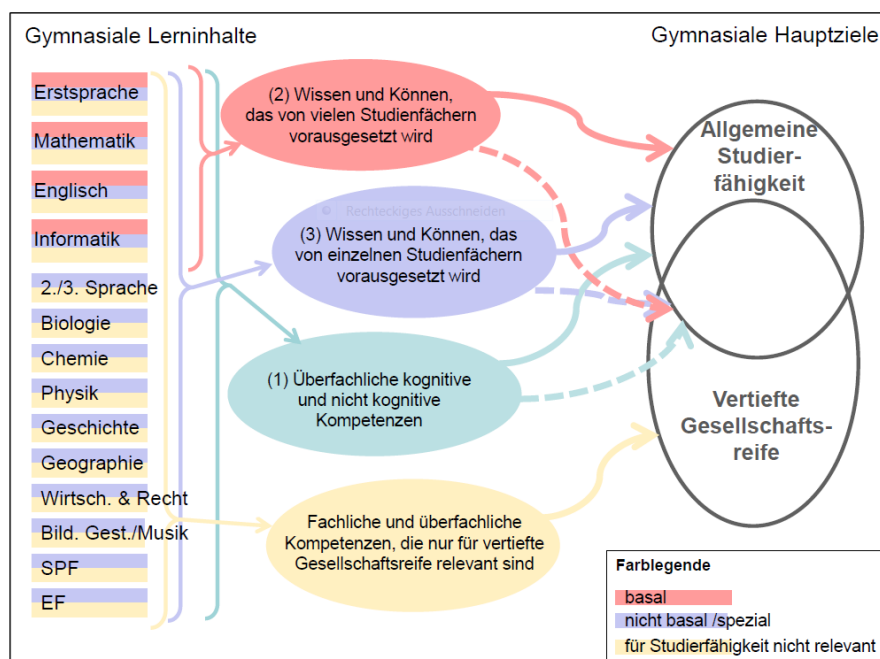 Gymnasiale Lerninhalte
Gymnasiale Hauptziele
Erstsprache
Mathematik
Englisch
Informatik
2./3. Sprache
Biologie
Chemie
Physik
Geschichte
Geographie
Wirtsch. & Recht
Bild. Gest./Musik
SPF
EF
(2) Wissen und Können,
das von vielen Studienfächern
vorausgesetzt wird
© Rechteckiges Ausschneiden
(3) Wissen und Können, das
von einzelnen Studienfächern
vorausgesetzt wird
(1) Überfachliche kognitive
und nicht kognitive
Kompetenzen
Fachliche und überfachliche
Kompetenzen, die nur für vertiefte
Gesellschaftsreife relevant sind
Allgemeine
Studier-
fähigkeit
Vertiefte
Gesellschafts-
reife
Farblegende
basal
nicht basal /spezial
für Studierfähigkeit nicht relevant